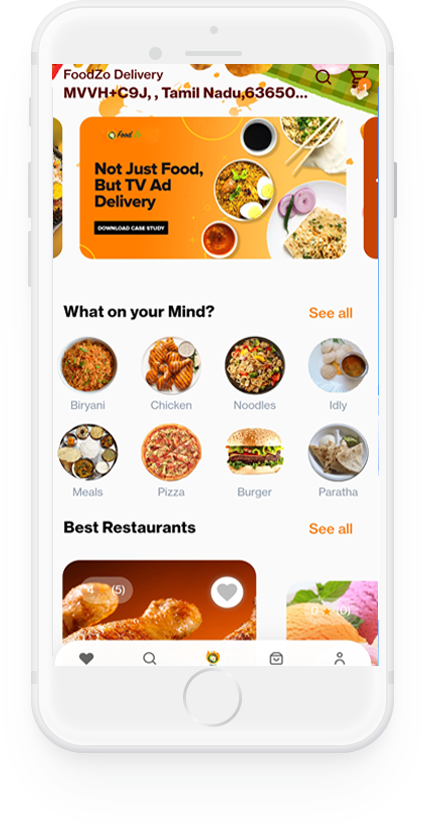 FoodZo Delivery
MVVH+C9J, , Tamil Nadu,63650...
Food
Not Just Food,
But TV Ad
Delivery
DOWNLOAD CASE STUDY
What on your Mind?
See all
Biryani
Chicken
Noodles
Idly
Meals
Pizza
Burger
Paratha
Best Restaurants
See all
4 (5)
0 ★ (0)